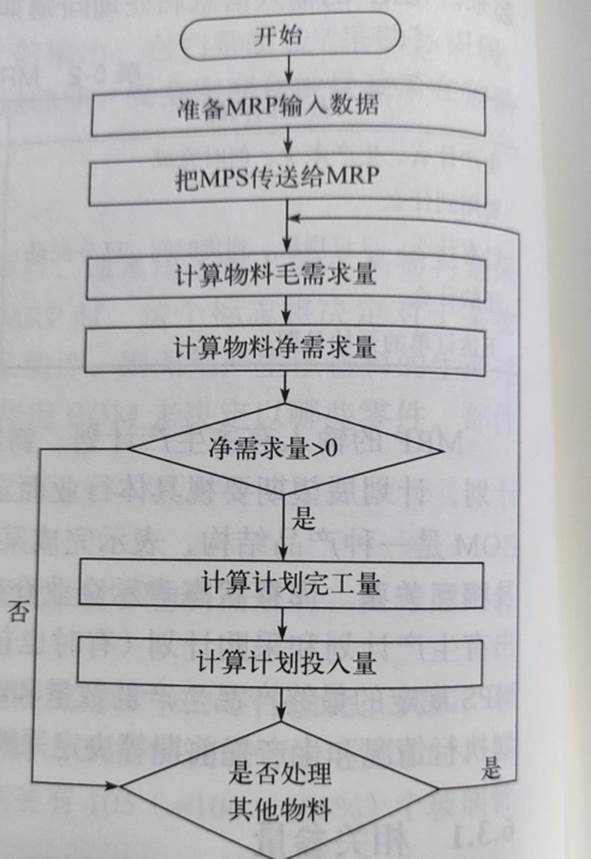 开始
准备MRP输入数据
把MPS传送给MRP
计算物料毛需求量
计算物料净需求量
净需求量>0
是
计算计划完工量
否
计算计划投入量
是否处理
其他物料
是